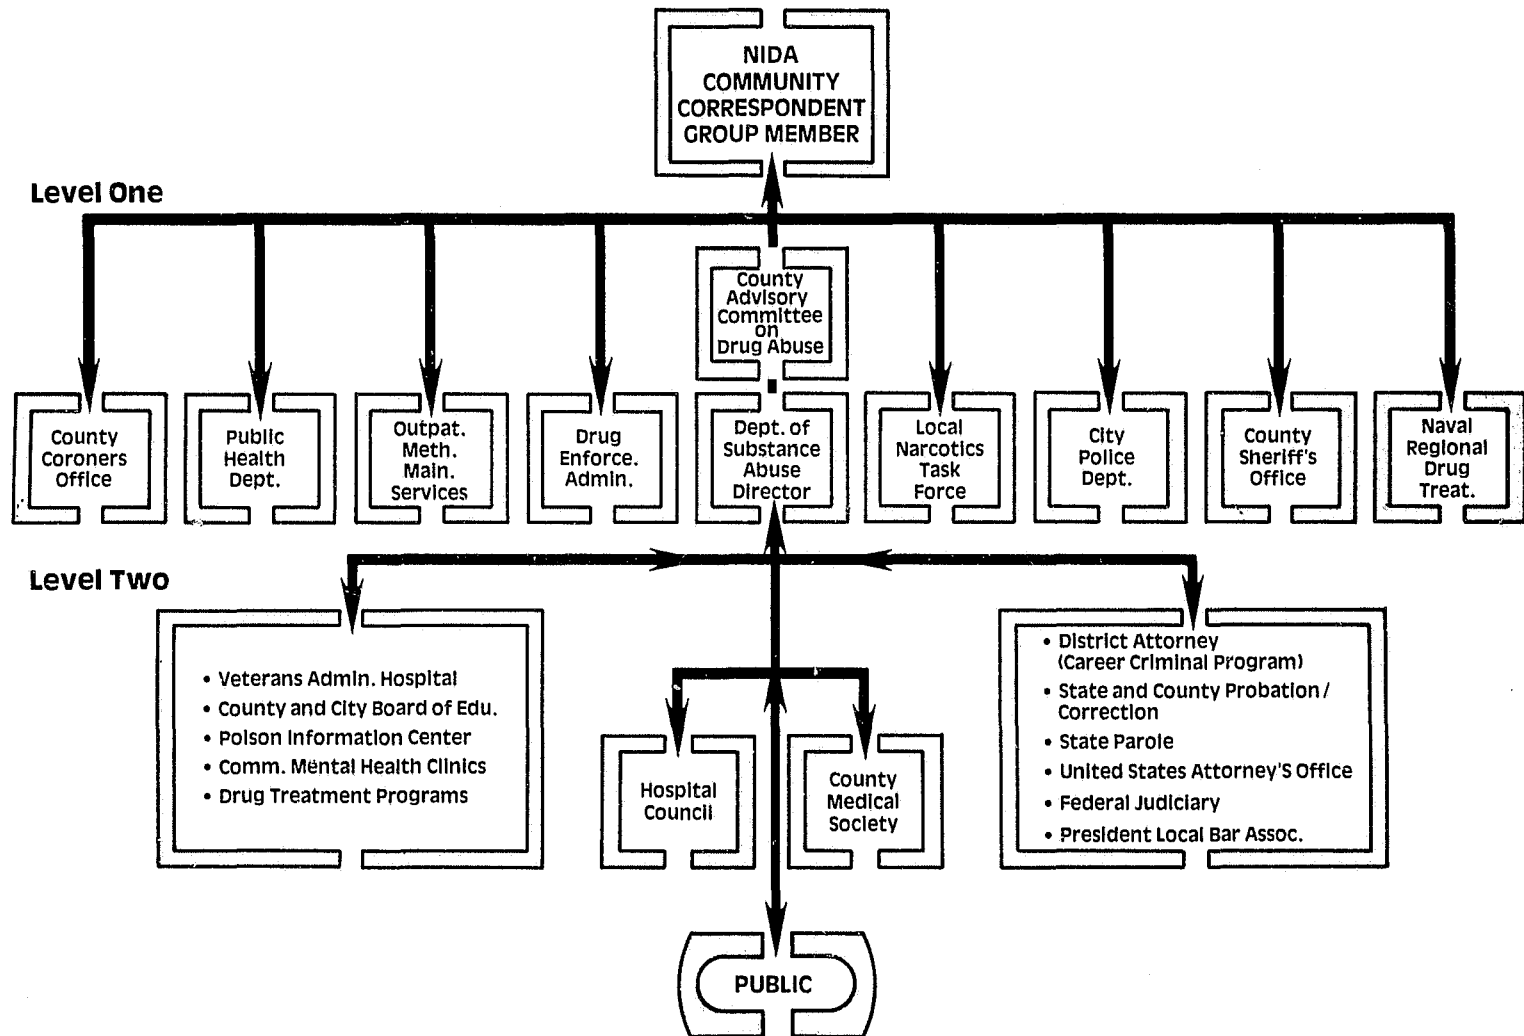 NIDA
COMMUNITY
CORRESPONDENT
GROUP MEMBER
Level One
County
Advisory
Committee
on
Drug Abuse
County
Coroners
Office
Public
Health
Dept.
Outpat.
Meth.
Main.
Services
Drug
Enforce.
Admin.
Dept. of
Substance
Abuse
Director
Local
Narcotics
Task
Force
City
Police
Dept.
County
Sheriff's
Office
Naval
Regional
Drug
Treat.
Level Two
• Veterans Admin. Hospital
• County and City Board of Edu.
• Poison Information Center
• Comm. Mental Health Clinics
• Drug Treatment Programs
Hospital
Council
County
Medical
Society
• District Attorney
(Career Criminal Program)
• State and County Probation /
Correction
• State Parole
• United States Attorney'S Office
• Federal Judiciary
• President Local Bar Assoc.
PUBLIC